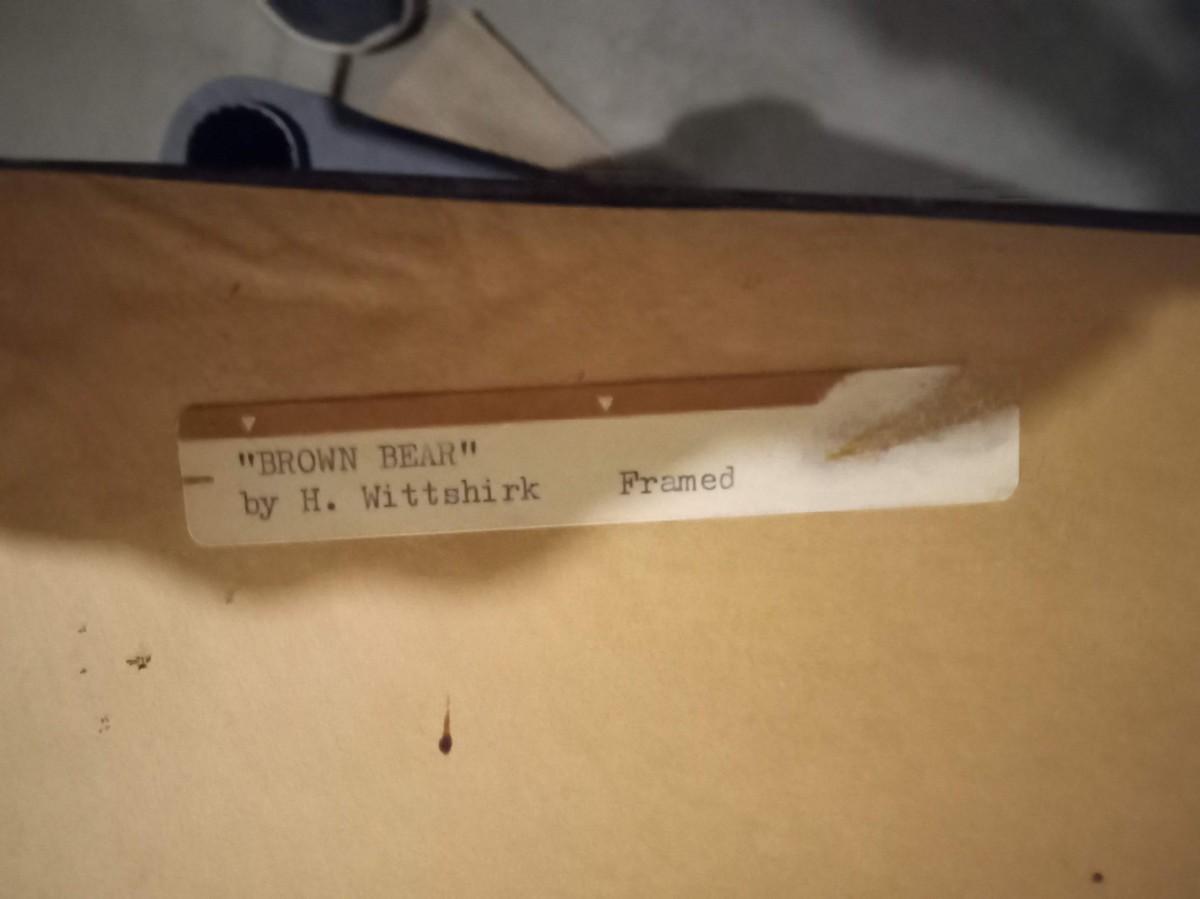 "BROWN BEAR"
by H. Wittshirk Framed